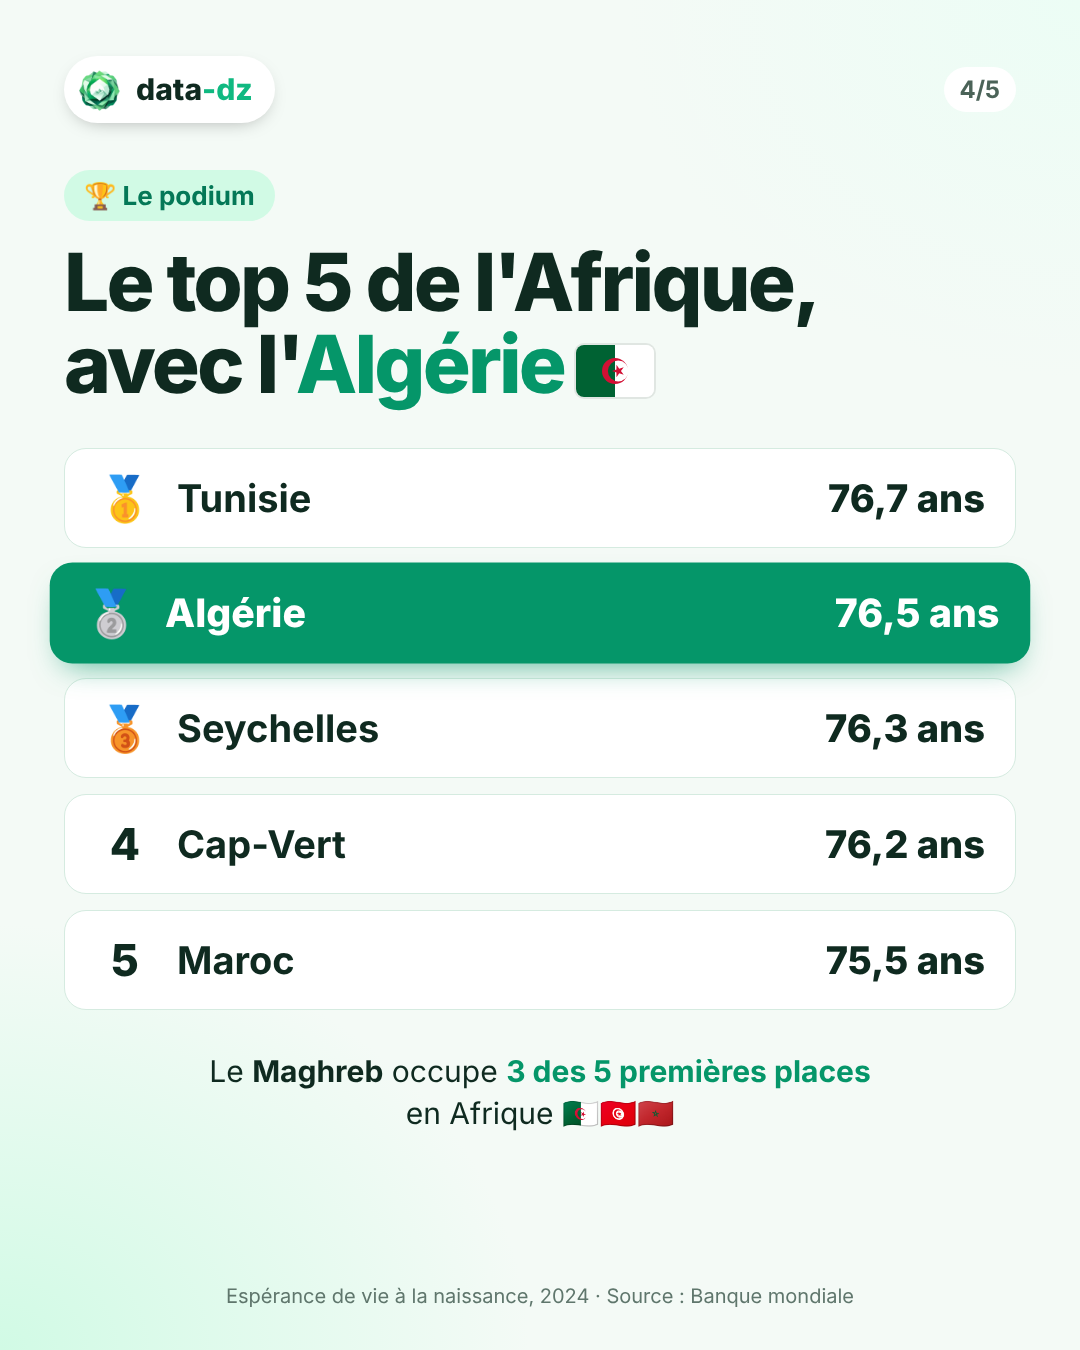 data-dz
4/5
🏆 Le podium
Le top 5 de l'Afrique,
avec l'Algérie 🇩🇿
🥇 Tunisie 76,7 ans
🥈 Algérie 76,5 ans
🥉 Seychelles 76,3 ans
4 Cap-Vert 76,2 ans
5 Maroc 75,5 ans
Le Maghreb occupe 3 des 5 premières places
en Afrique 🇩🇿🇹🇳🇲🇦
Espérance de vie à la naissance, 2024 · Source : Banque mondiale